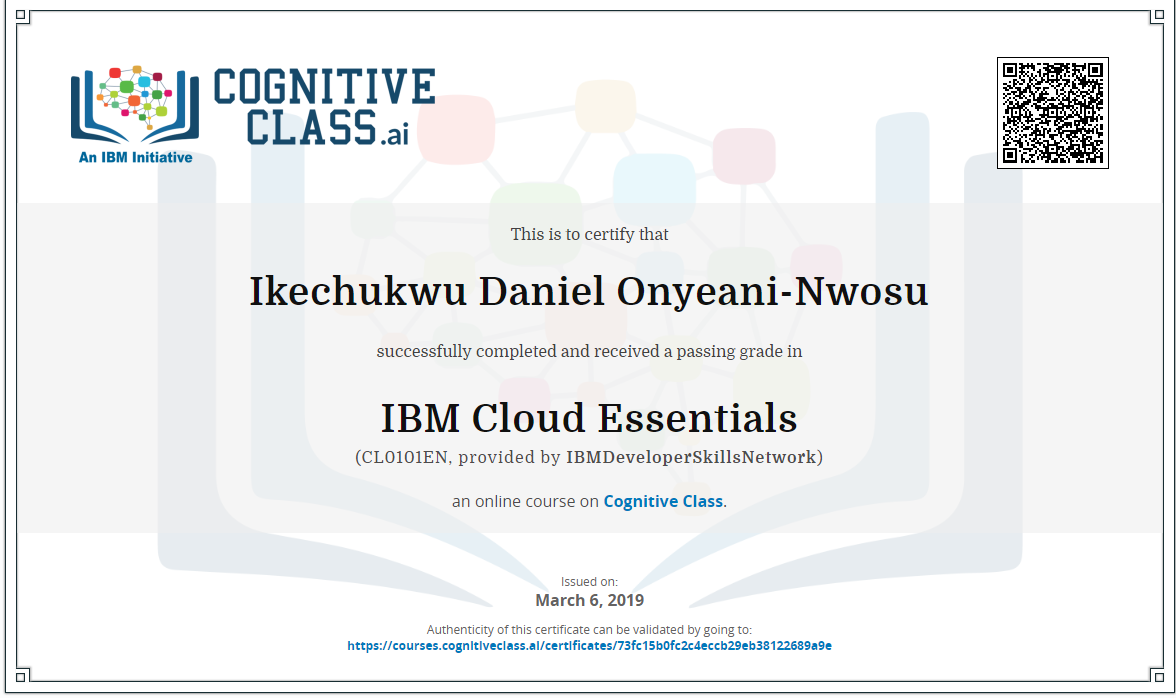 COGNITIVE
CLASS.ai
An IBM Initiative
This is to certify that
Ikechukwu Daniel Onyeani-Nwosu
successfully completed and received a passing grade in
IBM Cloud Essentials
(CL0101EN, provided by IBMDeveloperSkillsNetwork)
an online course on Cognitive Class.
Issued on:
March 6, 2019
Authenticity of this certificate can be validated by going to:
https://courses.cognitiveclass.ai/certificates/73fc15b0fc2c4eccb29eb38122689a9e